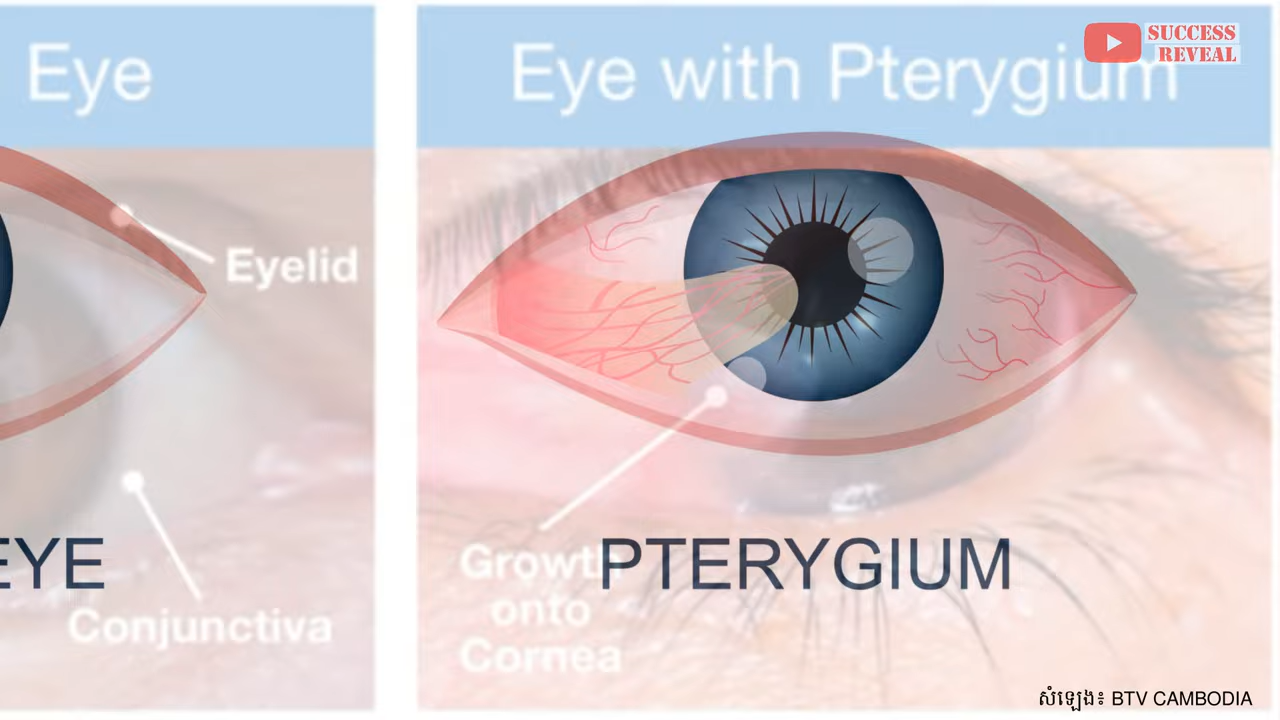 Eye
Eye with Pterygium
SUCCESS
REVEAL
Eyelid
EYE
PTERYGIUM
Conjunctiva
Growth
onto
Cornea
សំឡេង៖ BTV CAMBODIA